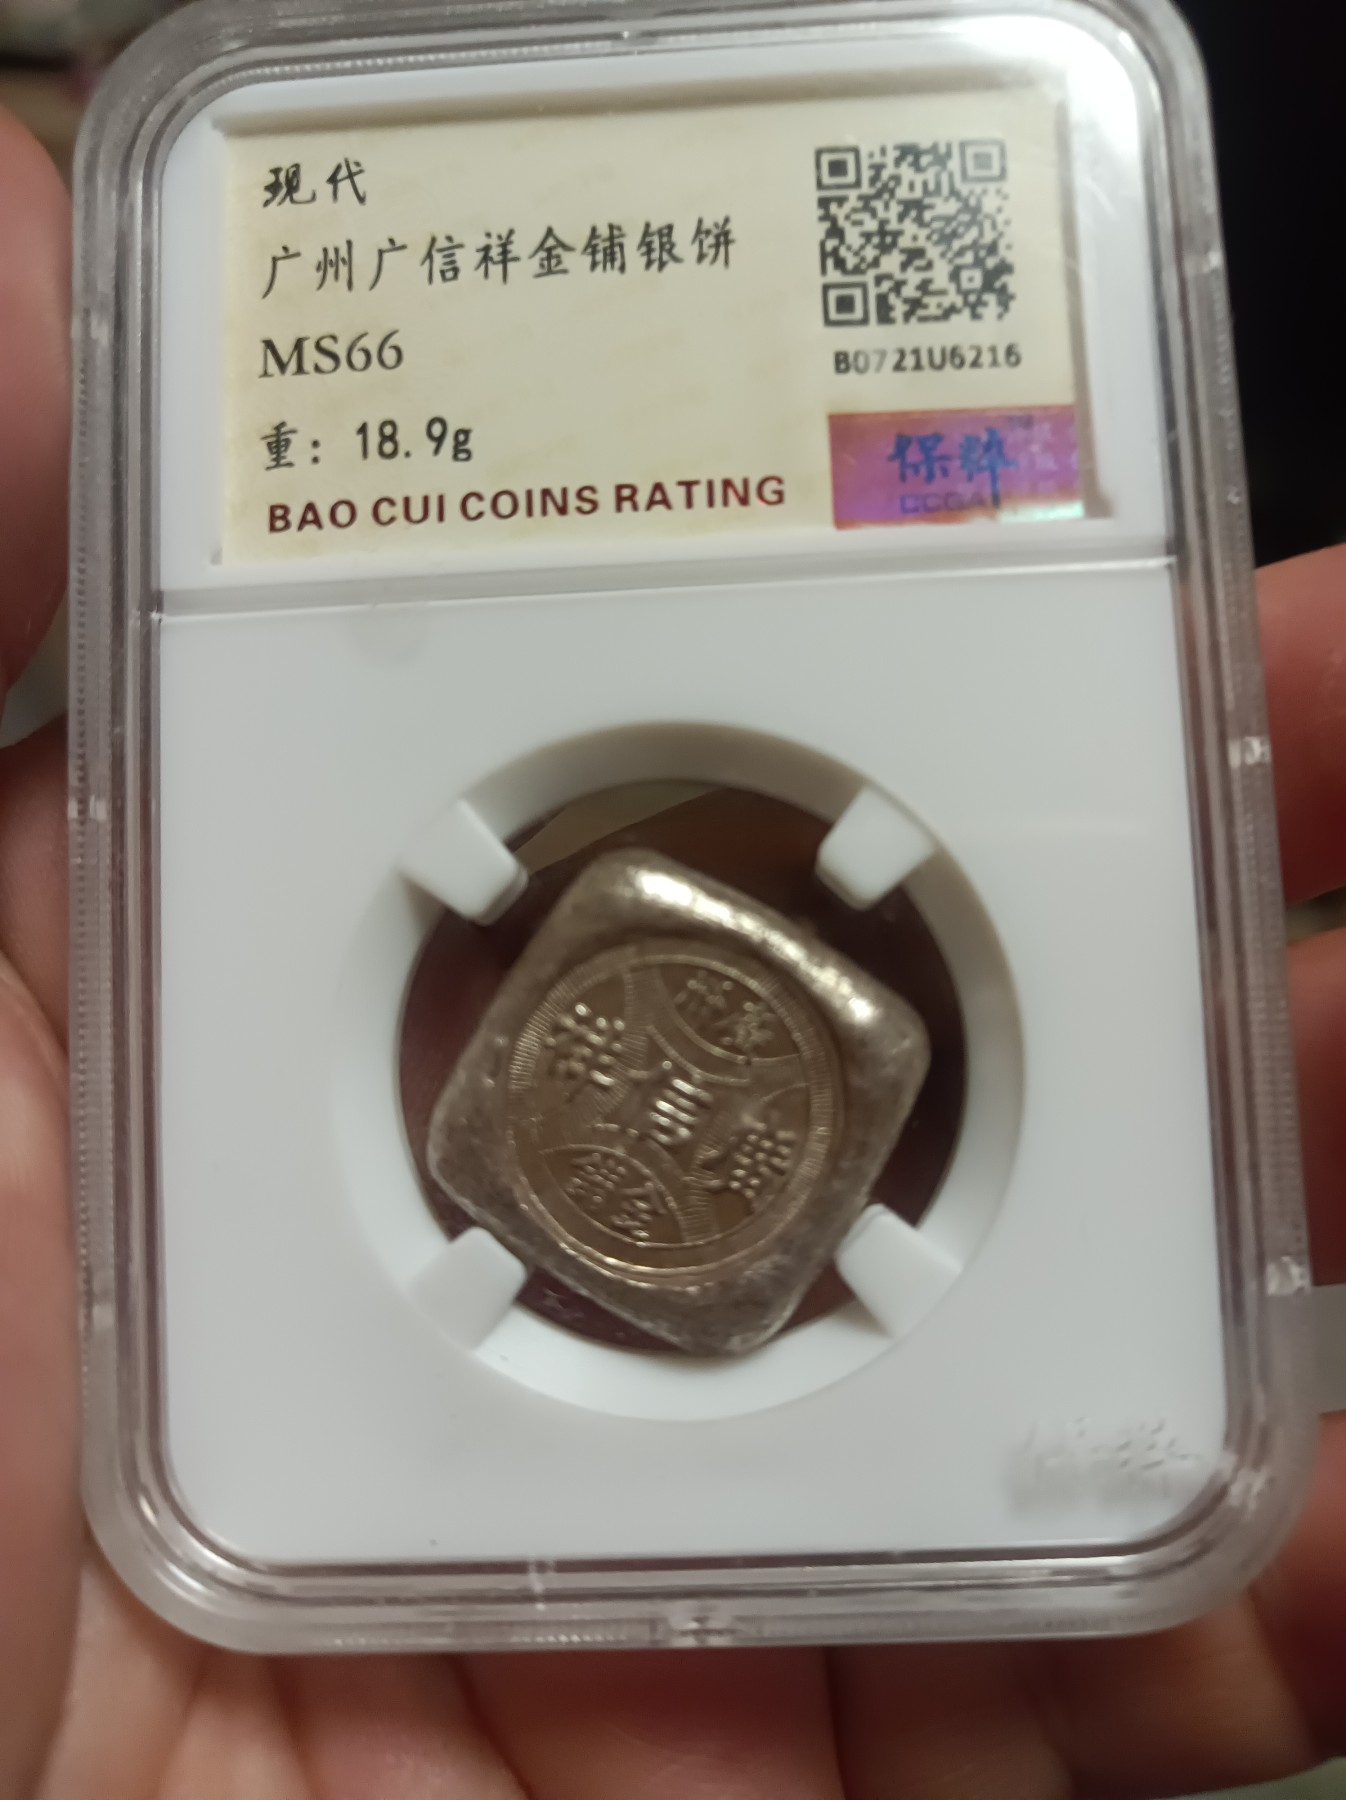 现代
广州广信祥金铺银饼
MS66
重：18.9g
BAO CUI COINS RATING
B0721U6216
保粹